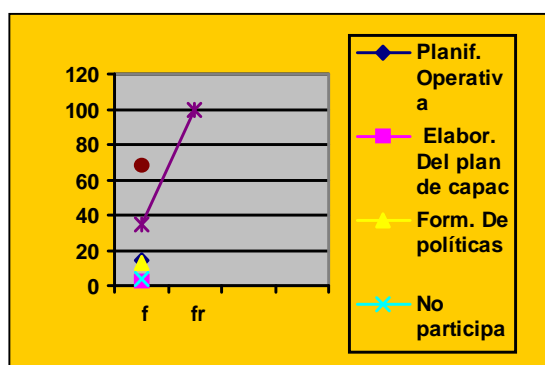 120
100
80
60
40
20
0
f fr
Planif.
Operativ
a
Elabor.
Del plan
de capac
Form. De
políticas
No
participa